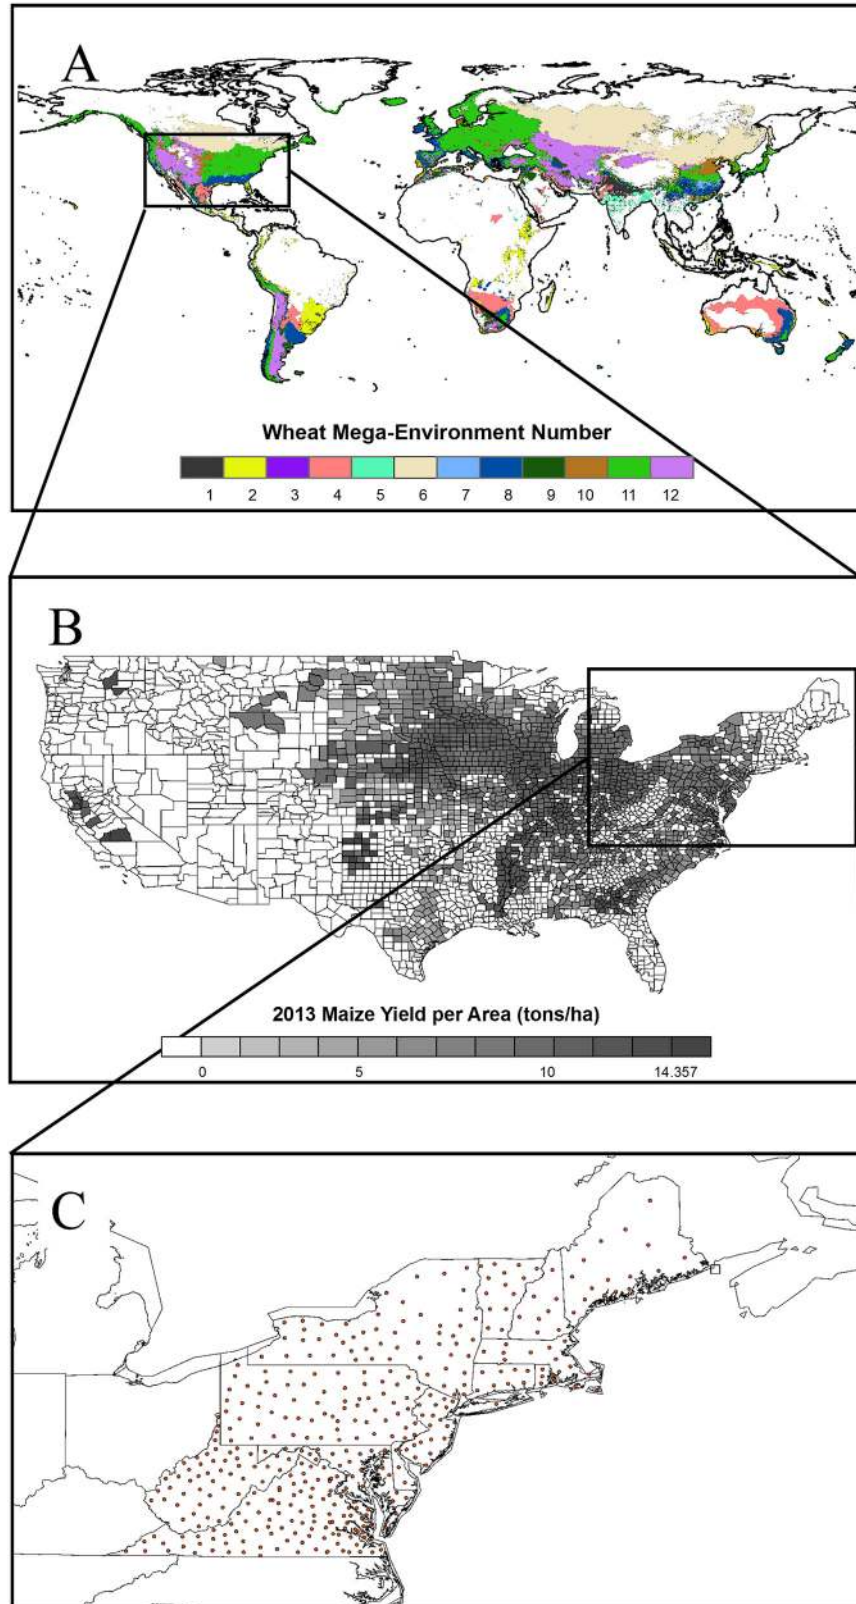 A
Wheat Mega-Environment Number
1 2 3 4 5 6 7 8 9 10 11 12
B
2013 Maize Yield per Area (tons/ha)
0 5 10 14.357
C